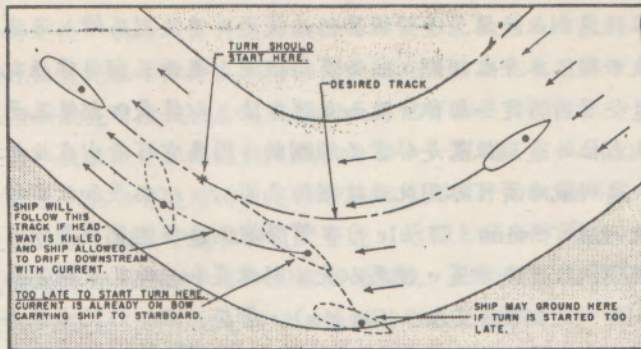 TURN SHOULD
START HERE.
DESIRED TRACK
SHIP WILL
FOLLOW THIS
TRACK IF HEAD-
WAY IS KILLED
AND SHIP ALLOWED
TO DRIFT DOWNSTREAM
WITH CURRENT.
TOO LATE TO START TURN HERE.
CURRENT IS ALREADY ON BOW
CARRYING SHIP TO STARBOARD.
SHIP MAY GROUND HERE
IF TURN IS STARTED TOO
LATE.